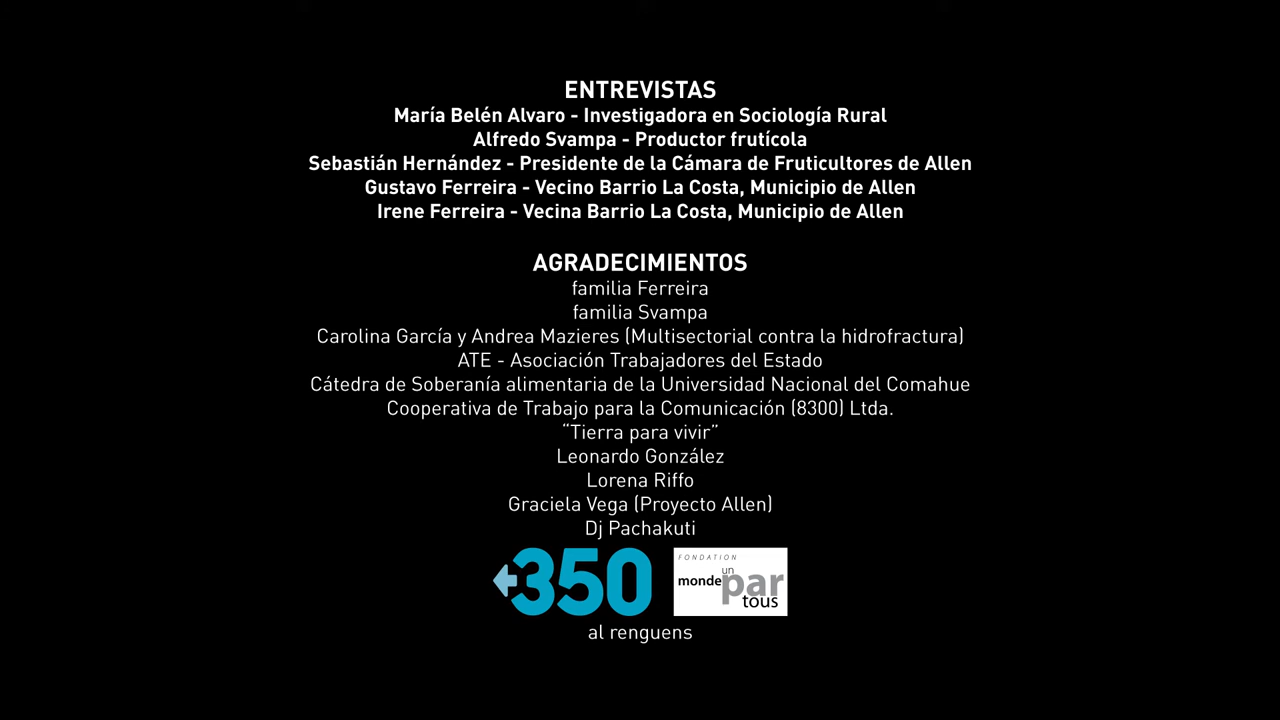 ENTREVISTAS
María Belén Alvaro - Investigadora en Sociología Rural
Alfredo Svampa - Productor frutícola
Sebastián Hernández - Presidente de la Cámara de Fruticultores de Allen
Gustavo Ferreira - Vecino Barrio La Costa, Municipio de Allen
Irene Ferreira - Vecina Barrio La Costa, Municipio de Allen
AGRADECIMIENTOS
familia Ferreira
familia Svampa
Carolina García y Andrea Mazieres (Multisectorial contra la hidrofractura)
ATE - Asociación Trabajadores del Estado
Cátedra de Soberanía alimentaria de la Universidad Nacional del Comahue
Cooperativa de Trabajo para la Comunicación (8300) Ltda.
“Tierra para vivir”
Leonardo González
Lorena Riffo
Graciela Vega (Proyecto Allen)
Dj Pachakuti
350
FONDATION
un
monde par
tous
al renguens